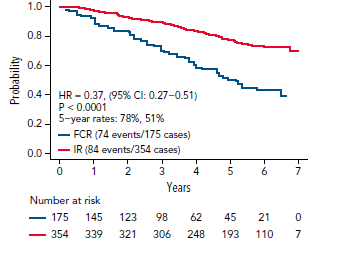 1.0
0.8
0.6
0.4
0.2
0.0
Probability
HR = 0.37, (95% CI: 0.27–0.51)
P < 0.0001
5–year rates: 78%, 51%
FCR (74 events/175 cases)
IR (84 events/354 cases)
0 1 2 3 4 5 6 7
Years
Number at risk
175 145 123 98 62 45 21 0
354 339 321 306 248 193 110 7